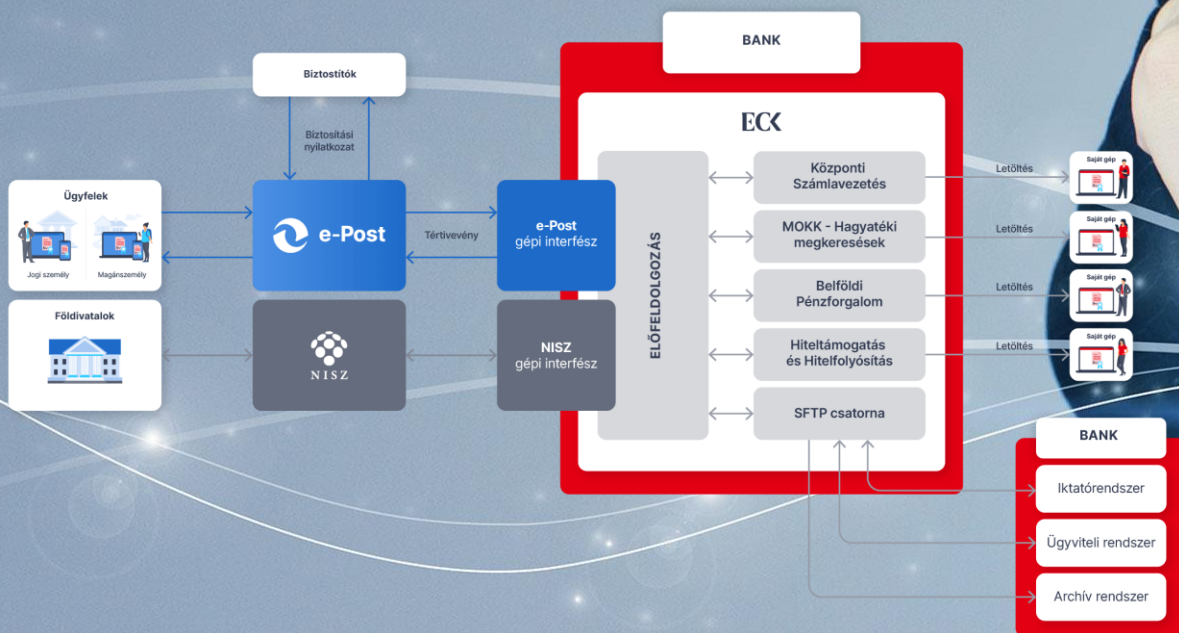 BANK
Biztostítók
Biztosítási
nyilatkozat
ECK
Ügyfelek
Jogi személy
Magánszemély
e-Post
Tértivevény
e-Post
gépi interfész
Földivatalok
NISZ
NISZ
gépi interfész
ELŐFELDOLGOZÁS
Központi
Számlavezetés
MOKK - Hagyatéki
megkeresések
Belföldi
Pénzforgalom
Hiteltámogatás
és Hitelfolyósítás
SFTP csatorna
Letöltés
Saját gép
Letöltés
Saját gép
Letöltés
Saját gép
Letöltés
Saját gép
BANK
Iktatórendszer
Ügyviteli rendszer
Archív rendszer